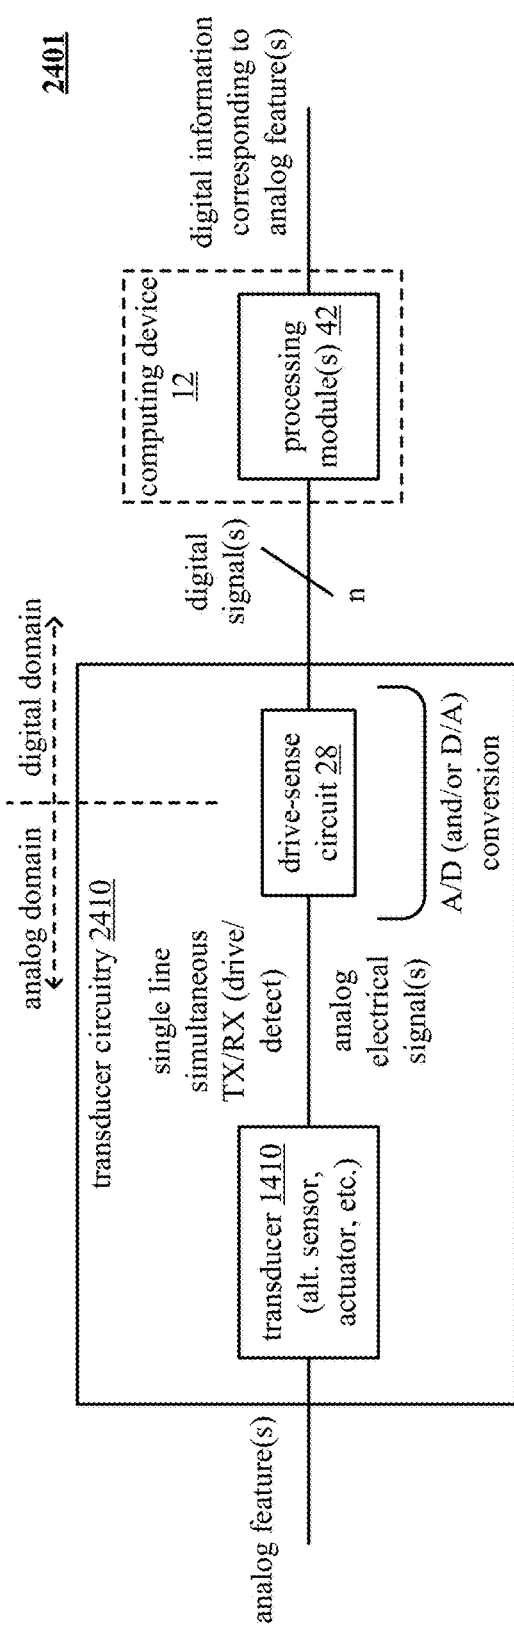 2401
analog domain
digital domain
transducer circuitry 2410
analog feature(s)
transducer 1410
(alt. sensor,
actuator, etc.)
single line
simultaneous
TX/RX (drive/
detect)
analog
electrical
signal(s)
drive-sense
circuit 28
A/D (and/or D/A)
conversion
digital
signal(s)
n
computing device
12
processing
module(s) 42
digital information
corresponding to
analog feature(s)